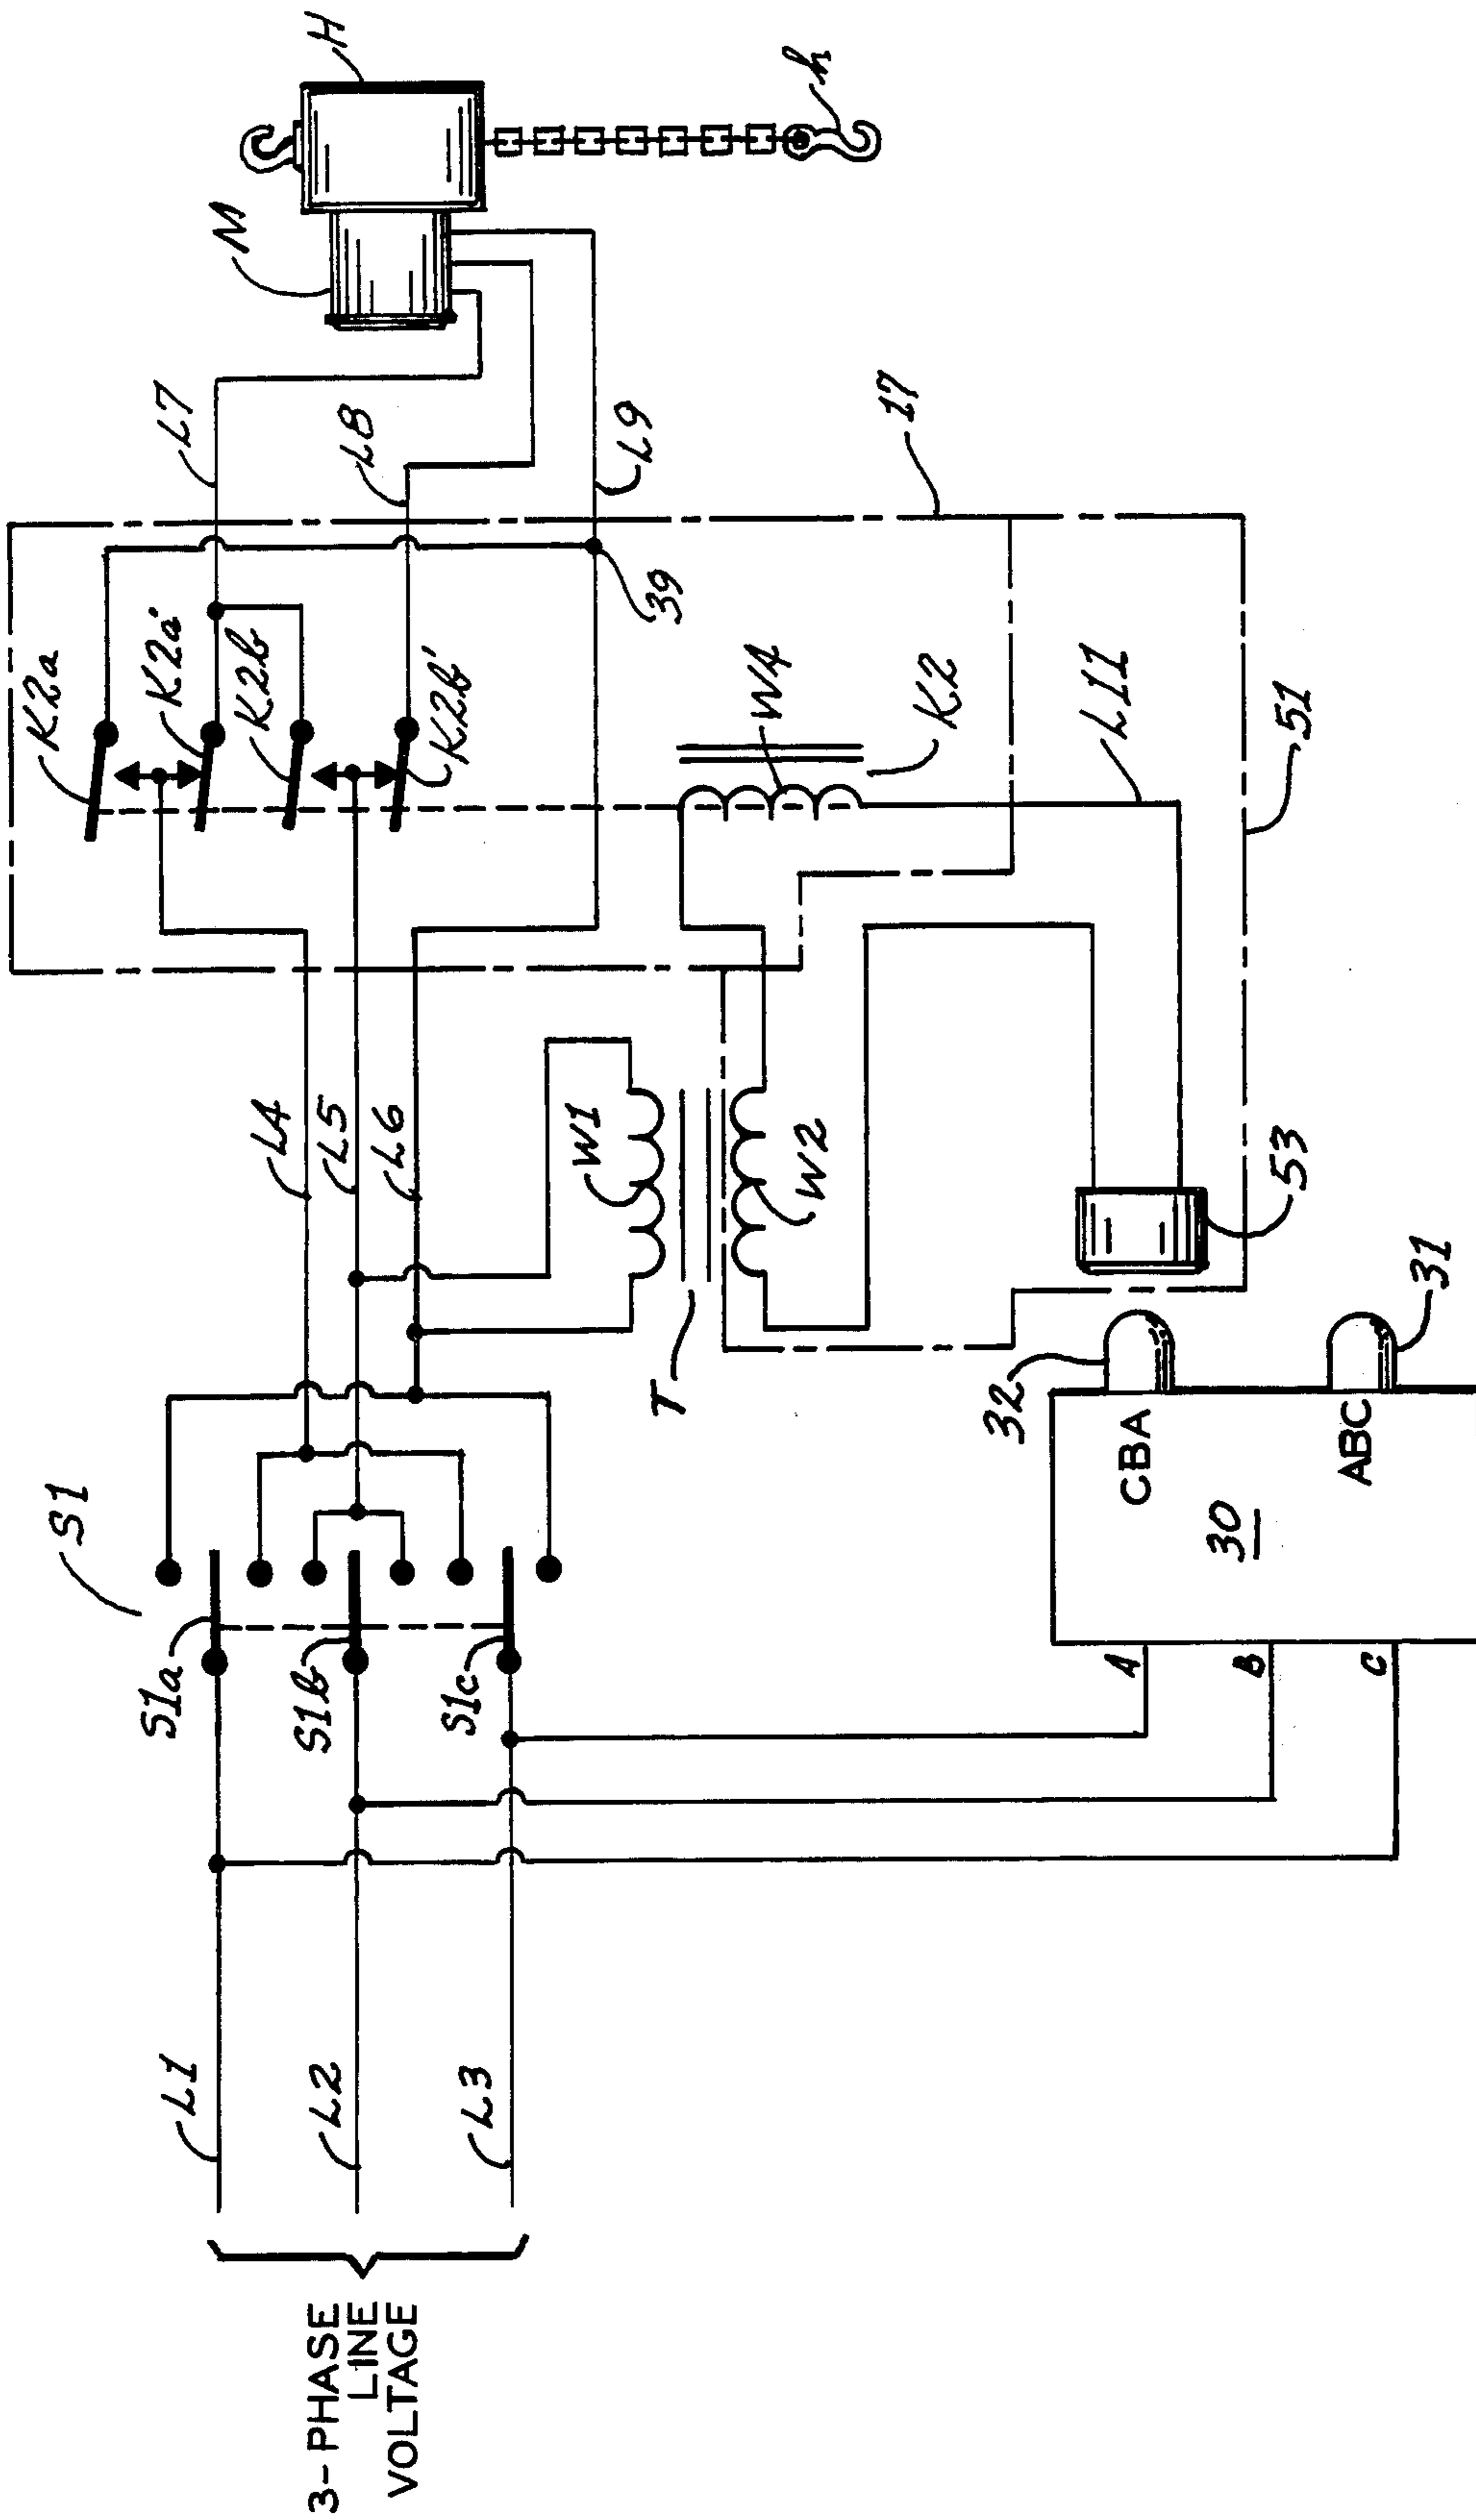 3-PHASE
LINE
VOLTAGE
L1
L2
L3
S1
S1a
S1b
S1c
L4
L5
L6
W1
W2
T
K2a
K2a'
K2b
K2b'
L7
L8
L9
39
W4
K2
L11
17
51
53
M
H
h
A
B
C
30
CBA
ABC
32
31